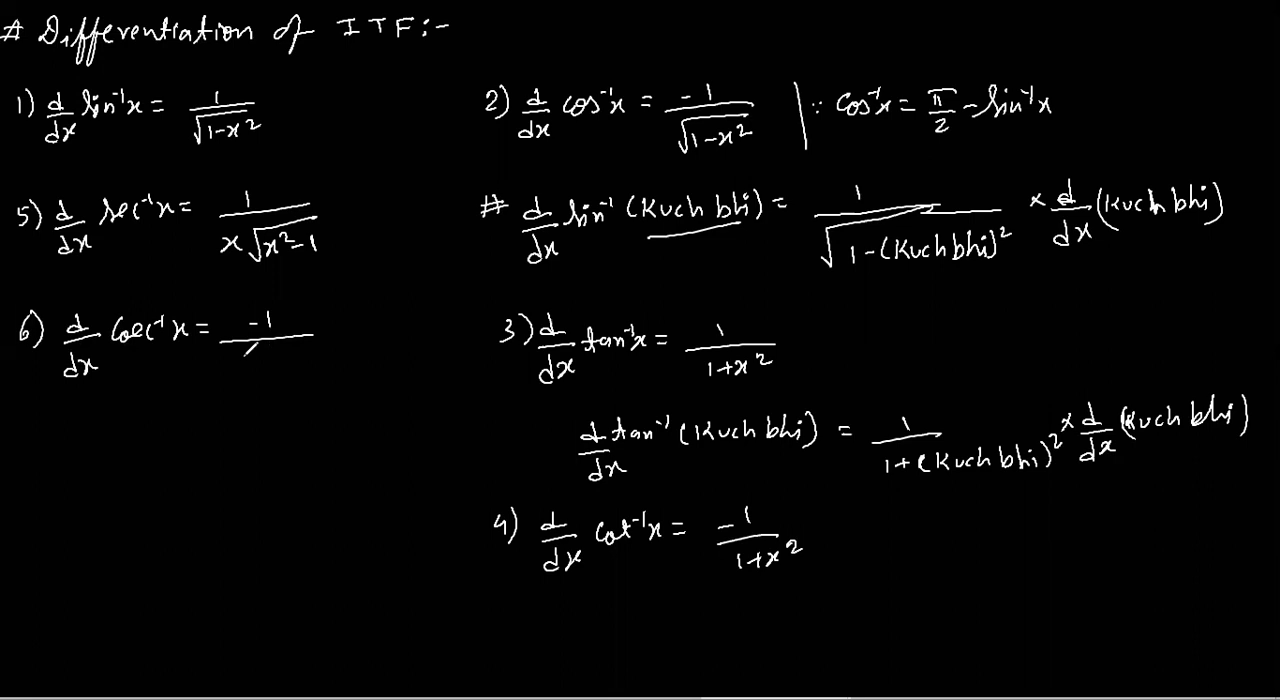 # Differentiation of ITF:-
1) d/dx sin⁻¹x = 1/√(1-x²)
2) d/dx cos⁻¹x = -1/√(1-x²) | ∵ cos⁻¹x = π/2 - sin⁻¹x
5) d/dx sec⁻¹x = 1/(x√(x²-1))
# d/dx sin⁻¹ (Kuch bhi) = 1/√(1-(Kuch bhi)²) × d/dx (Kuch bhi)
6) d/dx Cosec⁻¹x = -1/
3) d/dx tan⁻¹x = 1/(1+x²)
d/dx tan⁻¹ (Kuch bhi) = 1/(1+(Kuch bhi)²) × d/dx (Kuch bhi)
4) d/dx Cot⁻¹x = -1/(1+x²)